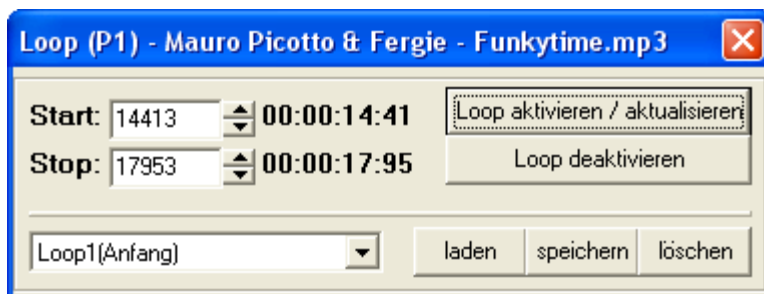 Loop (P1) - Mauro Picotto & Fergie - Funkytime.mp3
Start: 14413 00:00:14:41 Loop aktivieren / aktualisieren
Stop: 17953 00:00:17:95 Loop deaktivieren
Loop1(Anfang) laden speichern löschen